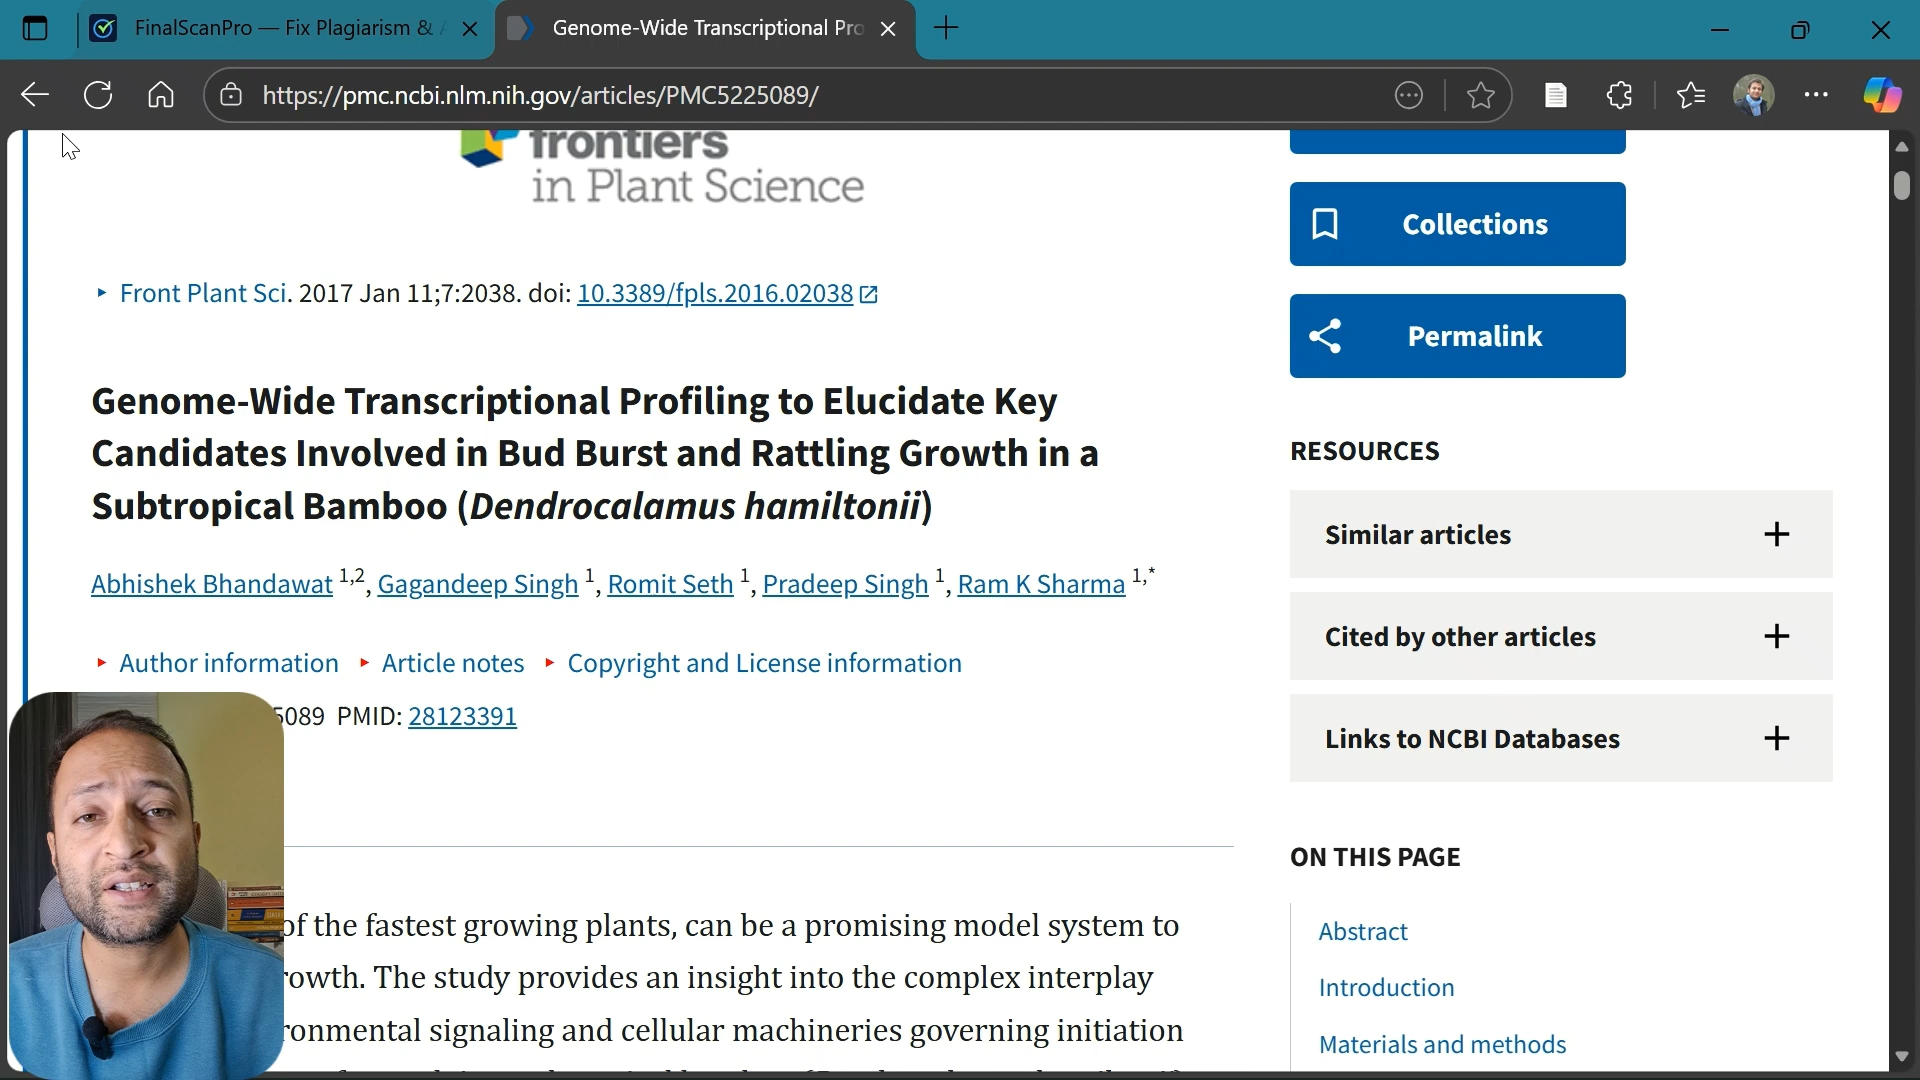 FinalScanPro — Fix Plagiarism &
Genome-Wide Transcriptional Pro
https://pmc.ncbi.nlm.nih.gov/articles/PMC5225089/
frontiers
in Plant Science
Collections
Front Plant Sci. 2017 Jan 11;7:2038. doi: 10.3389/fpls.2016.02038
Permalink
Genome-Wide Transcriptional Profiling to Elucidate Key
Candidates Involved in Bud Burst and Rattling Growth in a
Subtropical Bamboo (Dendrocalamus hamiltonii)
RESOURCES
Similar articles
Abhishek Bhandawat 1,2, Gagandeep Singh 1, Romit Seth 1, Pradeep Singh 1, Ram K Sharma 1,*
Cited by other articles
Author information Article notes Copyright and License information
5089 PMID: 28123391
Links to NCBI Databases
ON THIS PAGE
of the fastest growing plants, can be a promising model system to
Abstract
rowth. The study provides an insight into the complex interplay
Introduction
ronmental signaling and cellular machineries governing initiation
Materials and methods